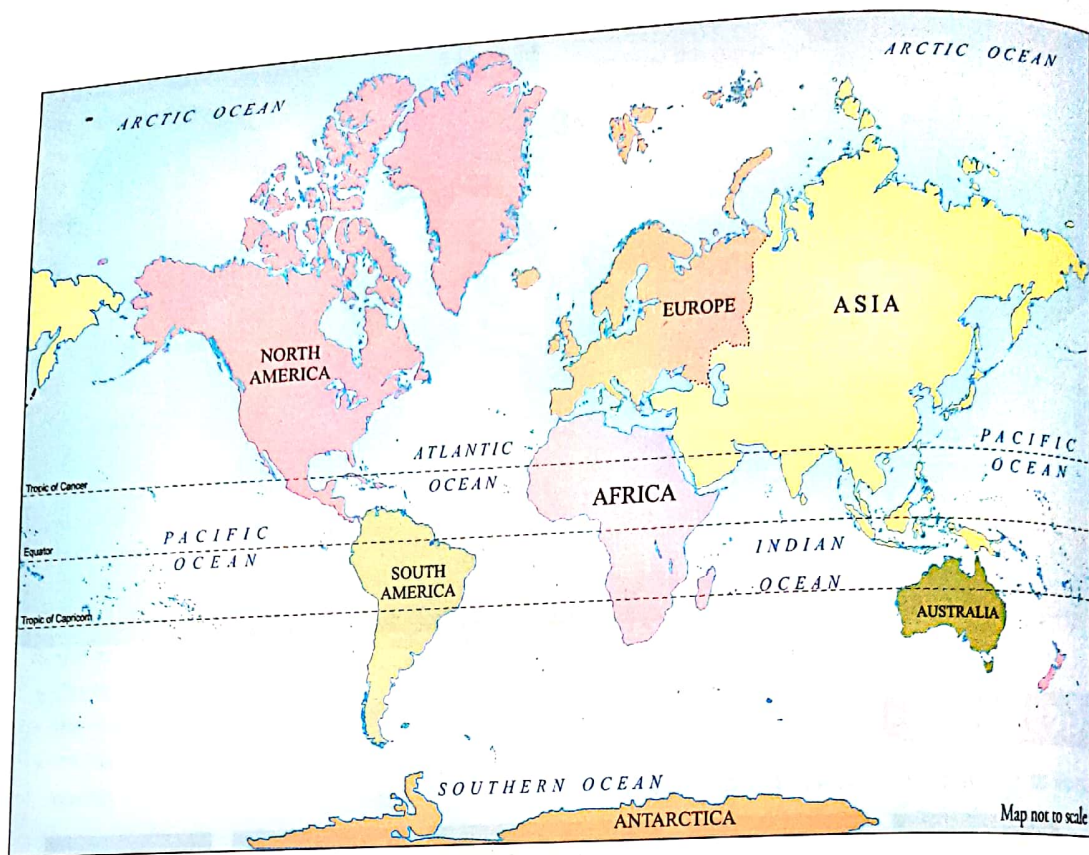 ARCTIC OCEAN
ARCTIC OCEAN
EUROPE
ASIA
NORTH
AMERICA
ATLANTIC
OCEAN
PACIFIC
OCEAN
Tropic of Cancer
AFRICA
Equator
PACIFIC
OCEAN
INDIAN
OCEAN
SOUTH
AMERICA
Tropic of Capricorn
AUSTRALIA
SOUTHERN OCEAN
ANTARCTICA
Map not to scale